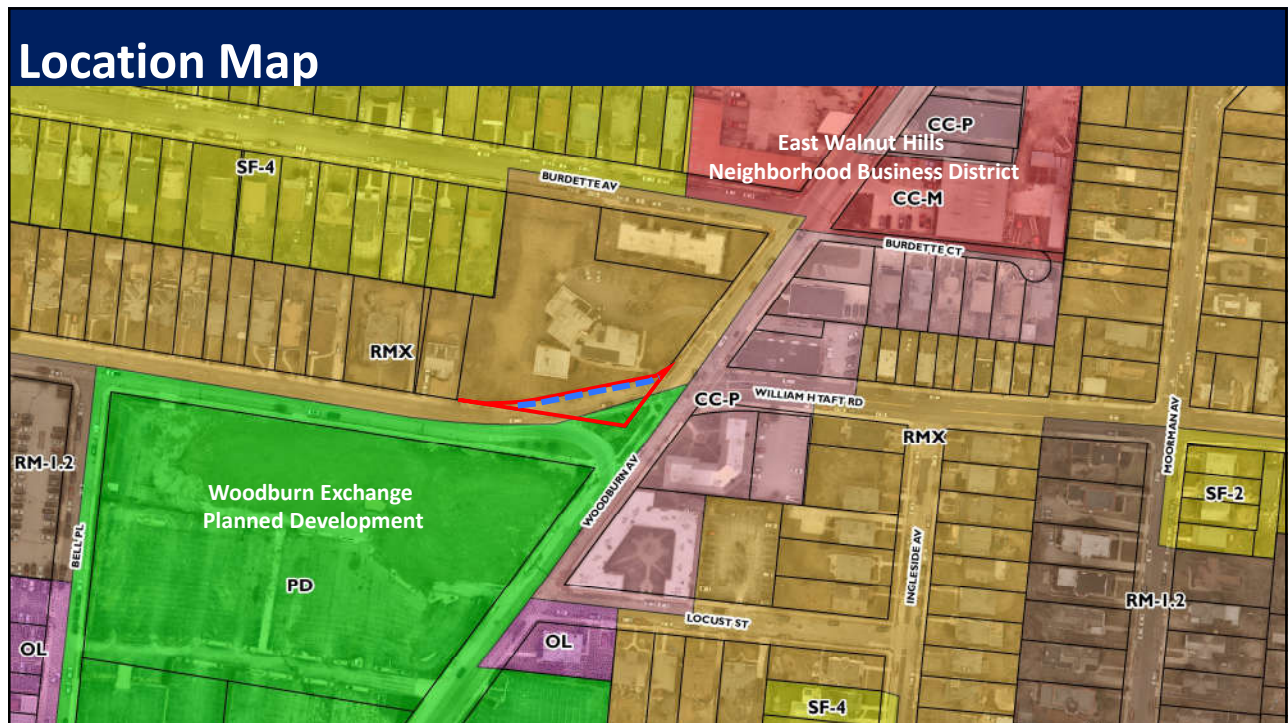 Location Map
CC-P
East Walnut Hills
Neighborhood Business District
SF-4
BURDETTE AV
CC-M
BURDETTE CT
RMX
WILLIAM H TAFT RD
CC-P
RMX
MOORMAN AV
RM-1.2
SF-2
Woodburn Exchange
Planned Development
WOODBURN AV
BELL PL
PD
INGLESIDE AV
RM-1.2
LOCUST ST
OL
OL
SF-4